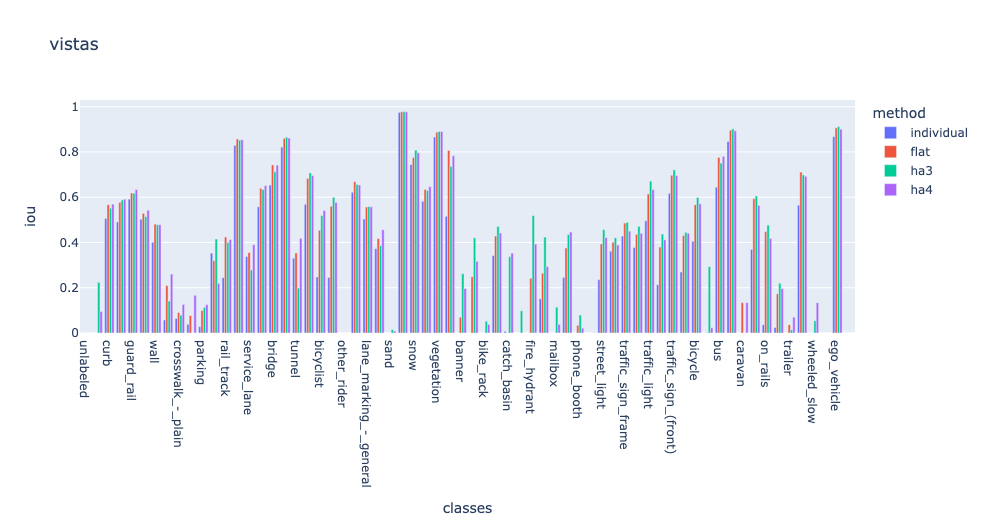 vistas
method
individual
flat
ha3
ha4
iou
1
0.8
0.6
0.4
0.2
0
unlabeled
curb
guard_rail
wall
crosswalk_-_plain
parking
rail_track
service_lane
bridge
tunnel
bicyclist
other_rider
lane_marking_-_general
sand
snow
vegetation
banner
bike_rack
catch_basin
fire_hydrant
mailbox
phone_booth
street_light
traffic_sign_frame
traffic_light
traffic_sign_(front)
bicycle
bus
caravan
on_rails
trailer
wheeled_slow
ego_vehicle
classes